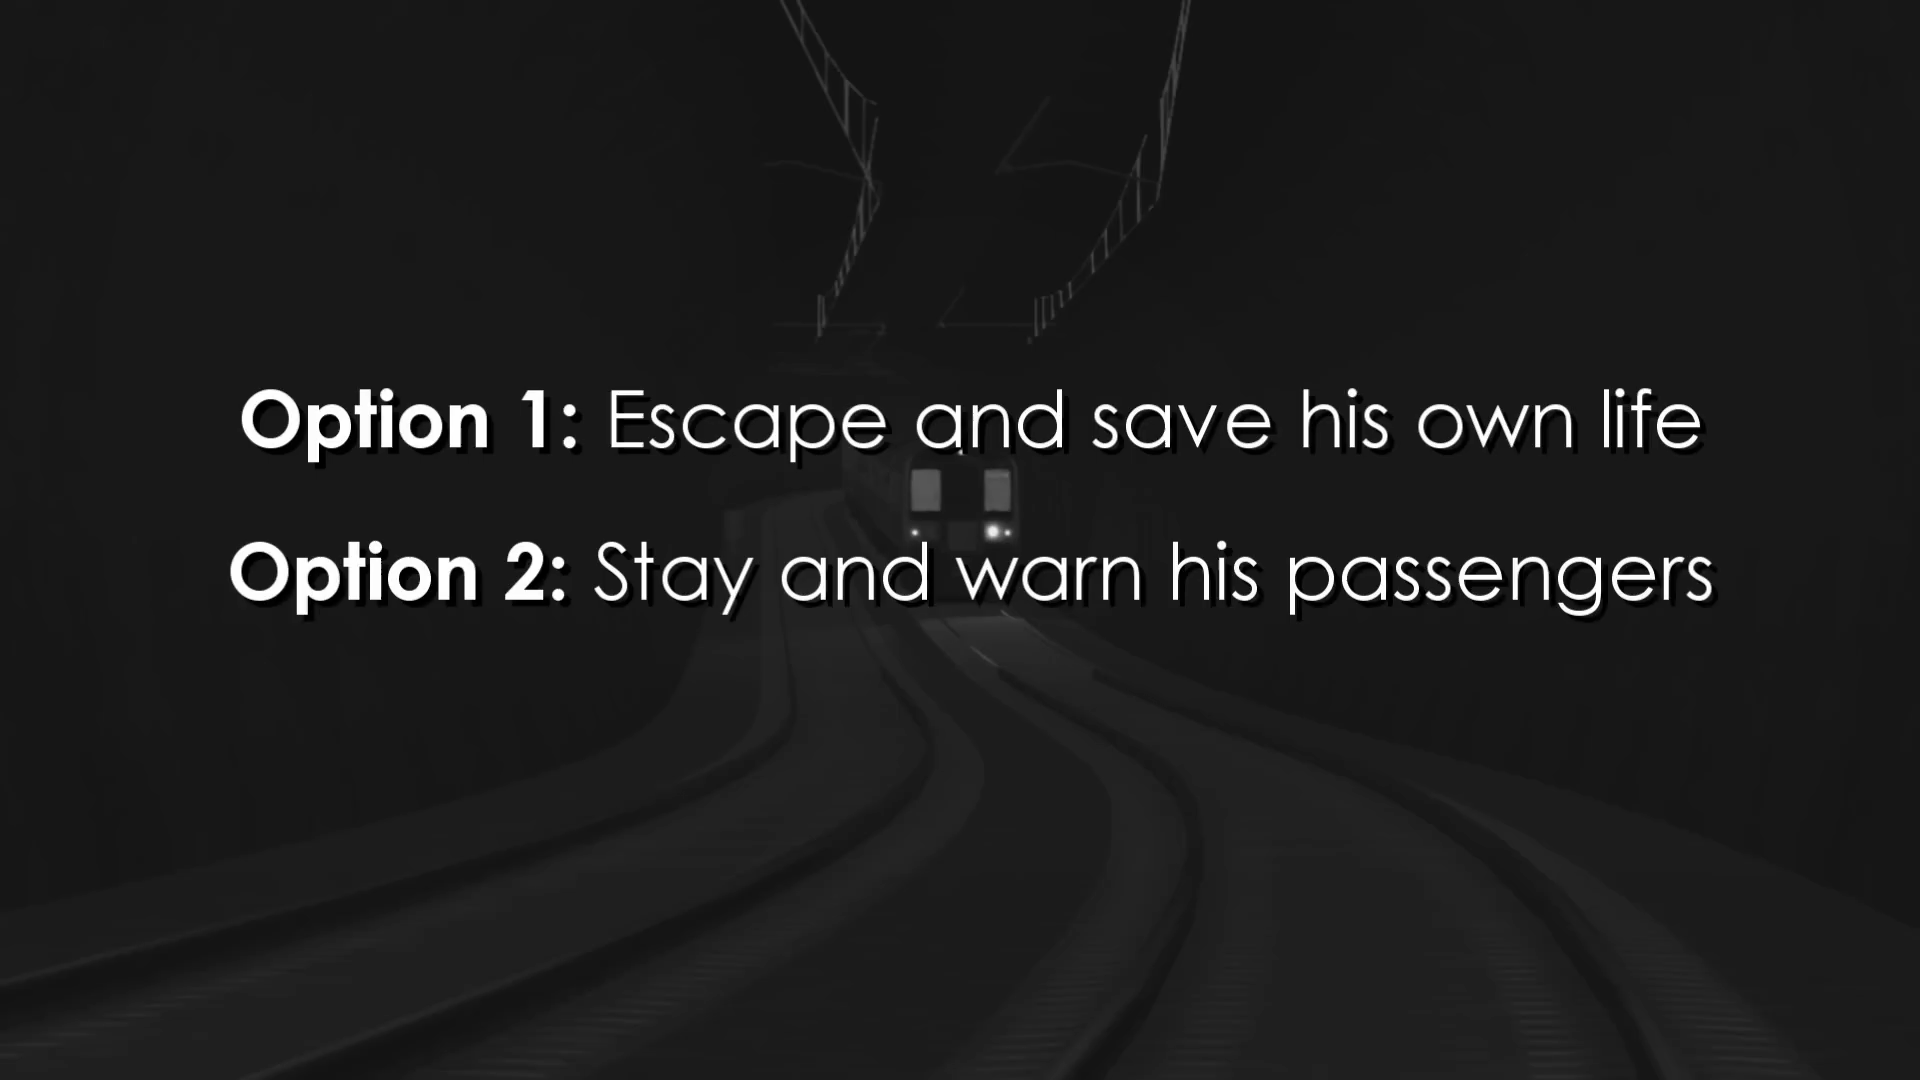 Option 1: Escape and save his own life
Option 2: Stay and warn his passengers